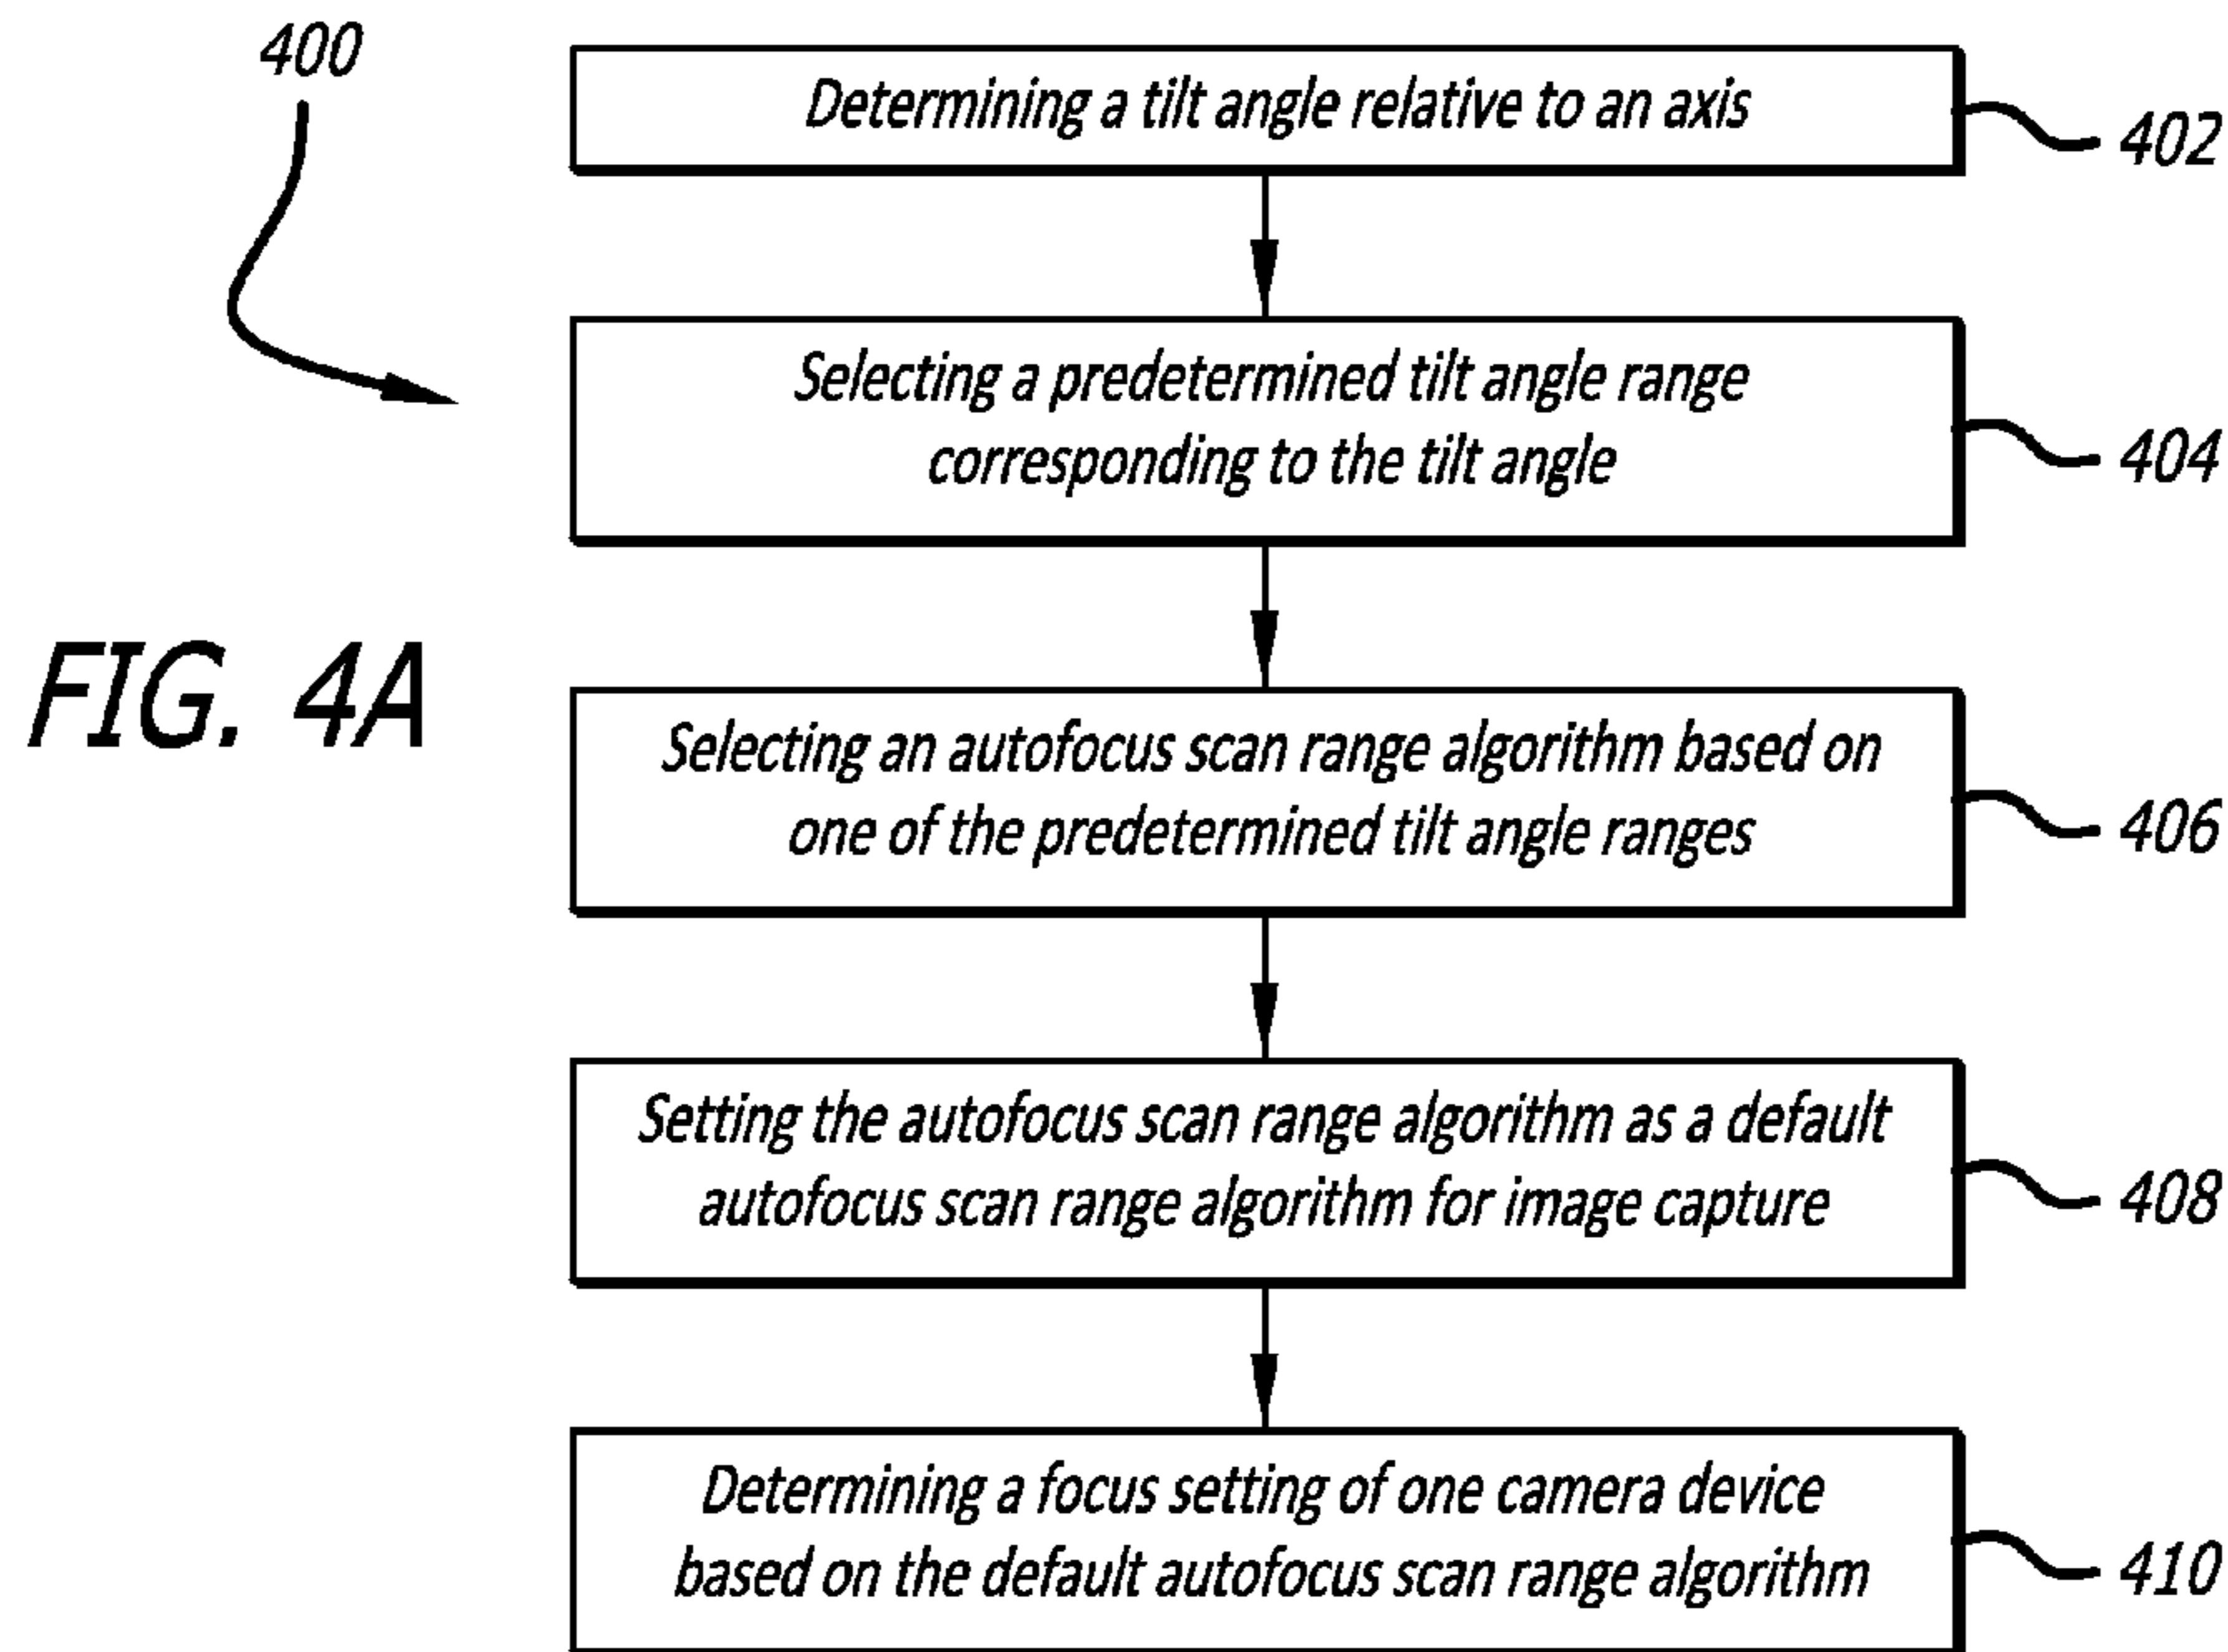 400
Determining a tilt angle relative to an axis
402
Selecting a predetermined tilt angle range
corresponding to the tilt angle
404
FIG. 4A
Selecting an autofocus scan range algorithm based on
one of the predetermined tilt angle ranges
406
Setting the autofocus scan range algorithm as a default
autofocus scan range algorithm for image capture
408
Determining a focus setting of one camera device
based on the default autofocus scan range algorithm
410